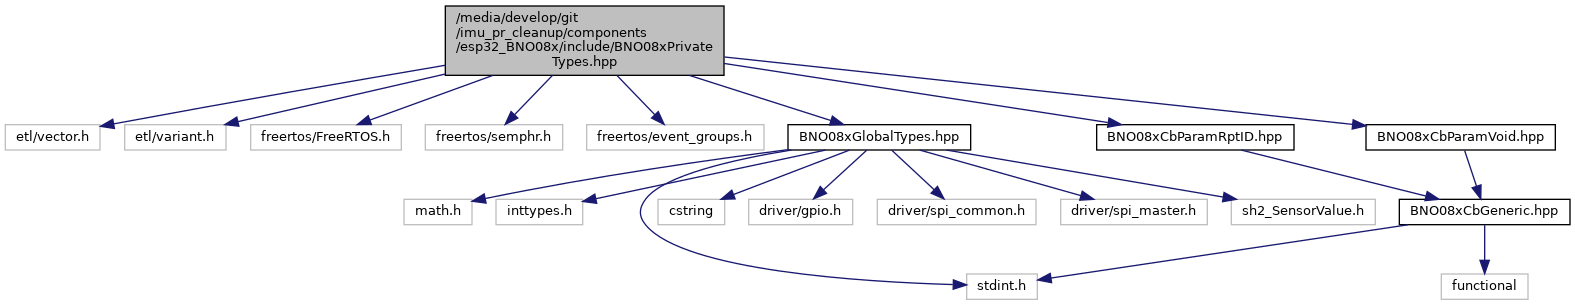 /media/develop/git
/imu_pr_cleanup/components
/esp32_BNO08x/include/BNO08xPrivate
Types.hpp
etl/vector.h
etl/variant.h
freertos/FreeRTOS.h
freertos/semphr.h
freertos/event_groups.h
BNO08xGlobalTypes.hpp
BNO08xCbParamRptID.hpp
BNO08xCbParamVoid.hpp
math.h
inttypes.h
cstring
driver/gpio.h
driver/spi_common.h
driver/spi_master.h
sh2_SensorValue.h
BNO08xCbGeneric.hpp
stdint.h
functional